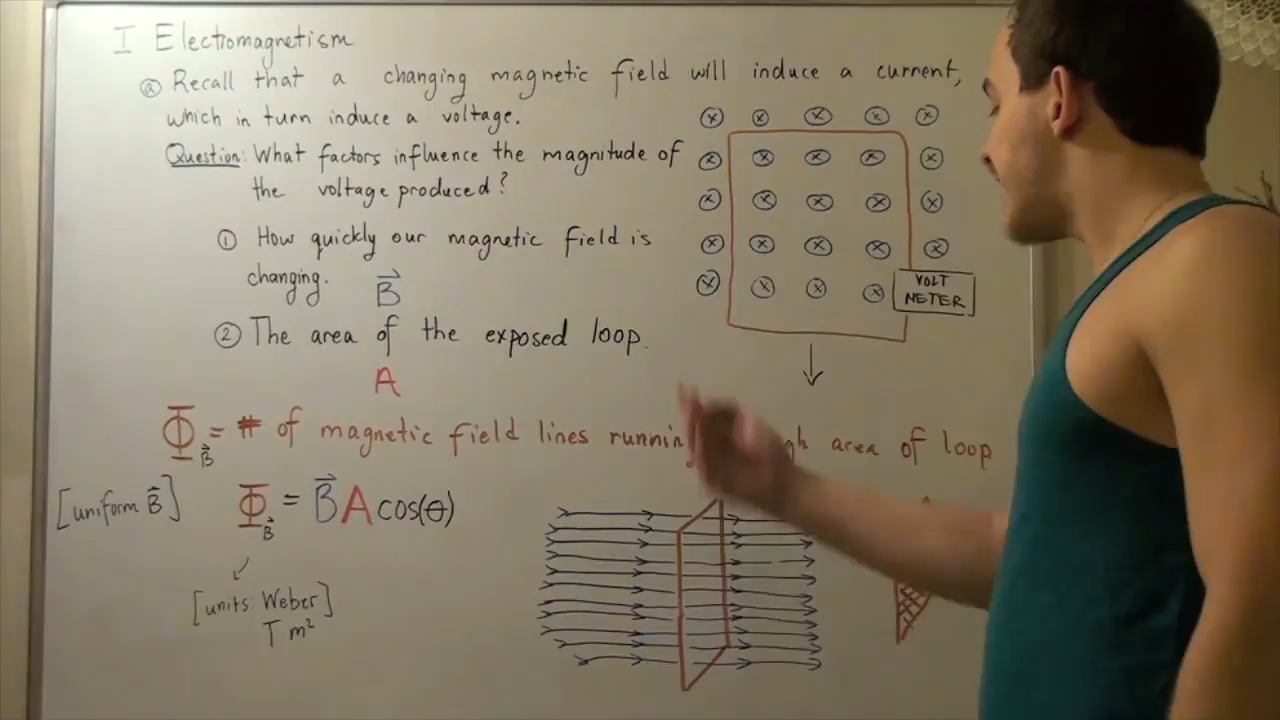 I Electromagnetism
ⓐ Recall that a changing magnetic field will induce a current,
which in turn induce a voltage.
Question: What factors influence the magnitude of
the voltage produced?
① How quickly our magnetic field is
changing.
B⃗
② The area of the exposed loop.
A
VOLT
METER
Φ_B⃗ = # of magnetic field lines area of loop
[uniform B⃗] Φ_B⃗ = B⃗ A cos(θ)
[units: Weber]
T m²